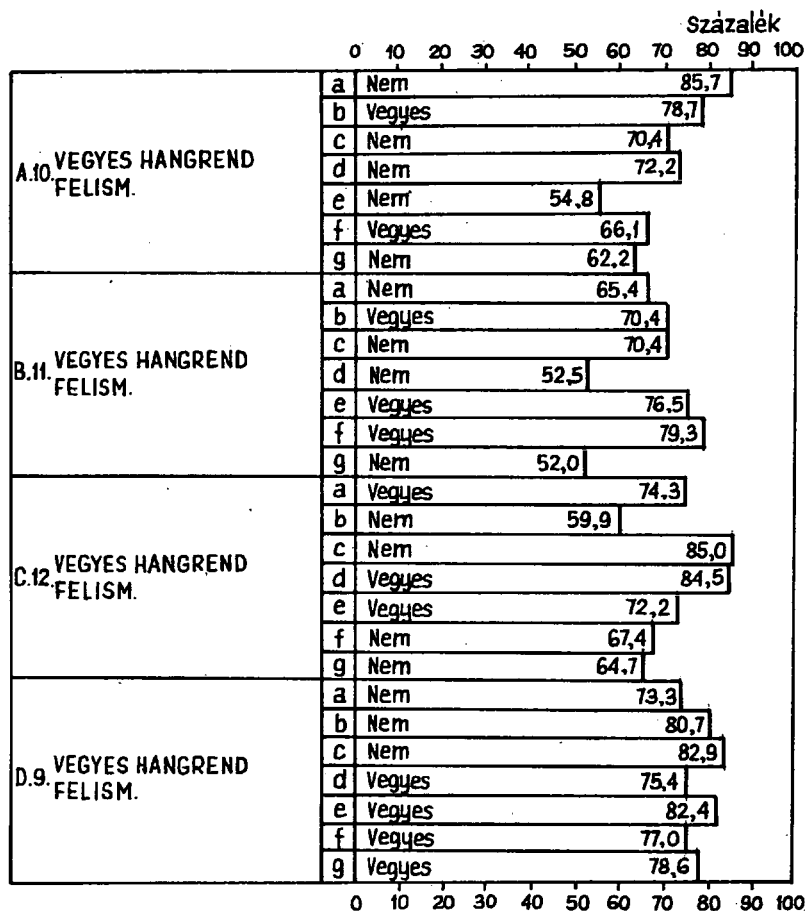 Százalék
0 10 20 30 40 50 60 70 80 90 100
A.10. VEGYES HANGREND
FELISM.
a Nem 85,7
b Vegyes 78,7
c Nem 70,4
d Nem 72,2
e Nem 54,8
f Vegyes 66,1
g Nem 62,2
B.11. VEGYES HANGREND
FELISM.
a Nem 65,4
b Vegyes 70,4
c Nem 70,4
d Nem 52,5
e Vegyes 76,5
f Vegyes 79,3
g Nem 52,0
C.12. VEGYES HANGREND
FELISM.
a Vegyes 74,3
b Nem 59,9
c Nem 85,0
d Vegyes 84,5
e Vegyes 72,2
f Nem 67,4
g Nem 64,7
D.9. VEGYES HANGREND
FELISM.
a Nem 73,3
b Nem 80,7
c Nem 82,9
d Vegyes 75,4
e Vegyes 82,4
f Vegyes 77,0
g Vegyes 78,6
0 10 20 30 40 50 60 70 80 90 100